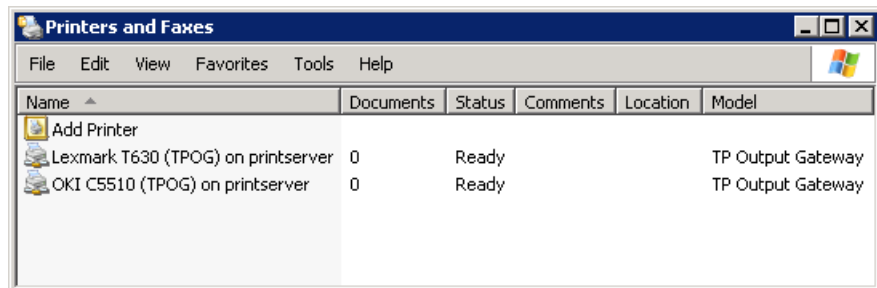 Printers and Faxes
File Edit View Favorites Tools Help
Name Documents Status Comments Location Model
Add Printer
Lexmark T630 (TPOG) on printserver 0 Ready TP Output Gateway
OKI C5510 (TPOG) on printserver 0 Ready TP Output Gateway